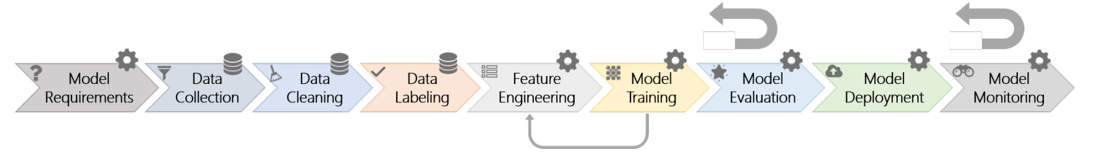 Model
Requirements
Data
Collection
Data
Cleaning
Data
Labeling
Feature
Engineering
Model
Training
Model
Evaluation
Model
Deployment
Model
Monitoring